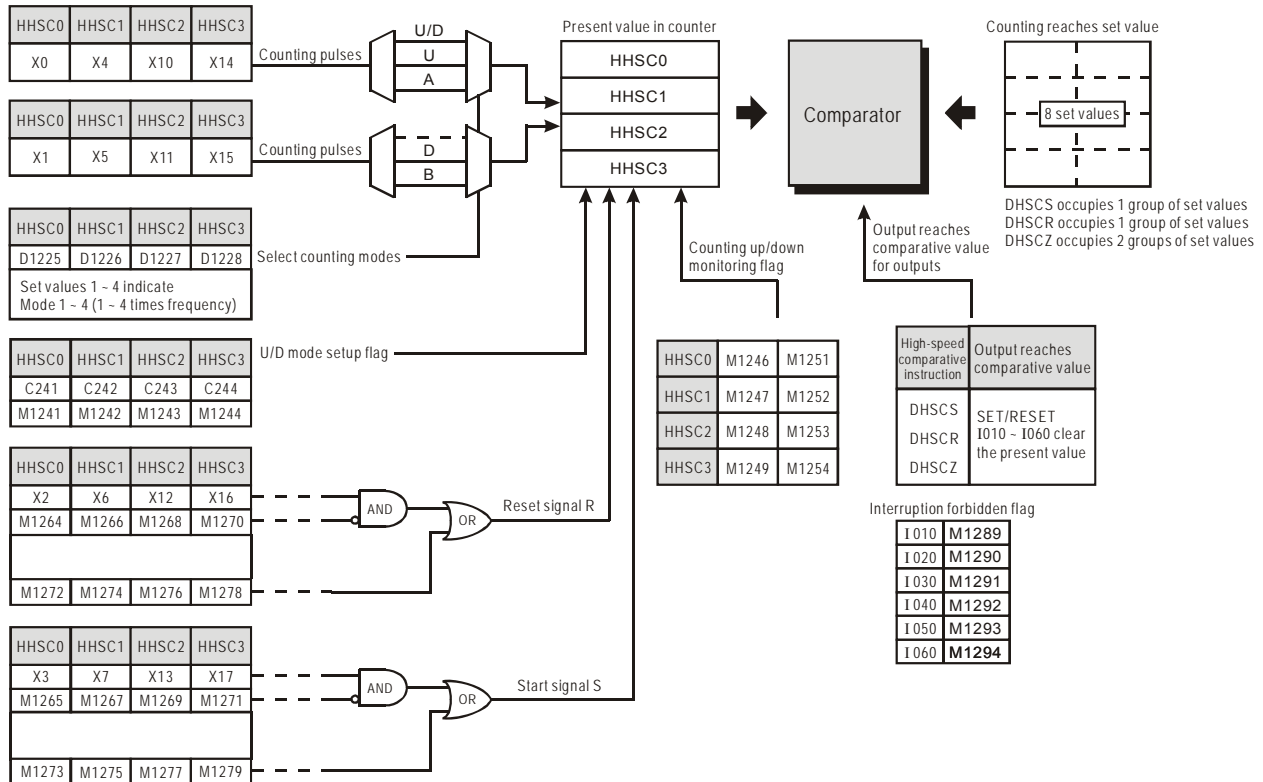 HHSC0 HHSC1 HHSC2 HHSC3
X0 X4 X10 X14
Counting pulses
U/D
U
A
HHSC0 HHSC1 HHSC2 HHSC3
X1 X5 X11 X15
Counting pulses
D
B
Present value in counter
HHSC0
HHSC1
HHSC2
HHSC3
Comparator
Counting reaches set value
8 set values
DHSCS occupies 1 group of set values
DHSCR occupies 1 group of set values
DHSCZ occupies 2 groups of set values
HHSC0 HHSC1 HHSC2 HHSC3
D1225 D1226 D1227 D1228
Select counting modes
Set values 1 ~ 4 indicate
Mode 1 ~ 4 (1 ~ 4 times frequency)
Counting up/down
monitoring flag
Output reaches
comparative value
for outputs
HHSC0 HHSC1 HHSC2 HHSC3
U/D mode setup flag
C241 C242 C243 C244
M1241 M1242 M1243 M1244
HHSC0 M1246 M1251
HHSC1 M1247 M1252
HHSC2 M1248 M1253
HHSC3 M1249 M1254
High-speed
comparative
instruction
Output reaches
comparative value
DHSCS
DHSCR
DHSCZ
SET/RESET
I010 ~ I060 clear
the present value
HHSC0 HHSC1 HHSC2 HHSC3
X2 X6 X12 X16
M1264 M1266 M1268 M1270
M1272 M1274 M1276 M1278
AND
OR
Reset signal R
Interruption forbidden flag
I010 M1289
I020 M1290
I030 M1291
I040 M1292
I050 M1293
I060 M1294
HHSC0 HHSC1 HHSC2 HHSC3
X3 X7 X13 X17
M1265 M1267 M1269 M1271
M1273 M1275 M1277 M1279
AND
OR
Start signal S